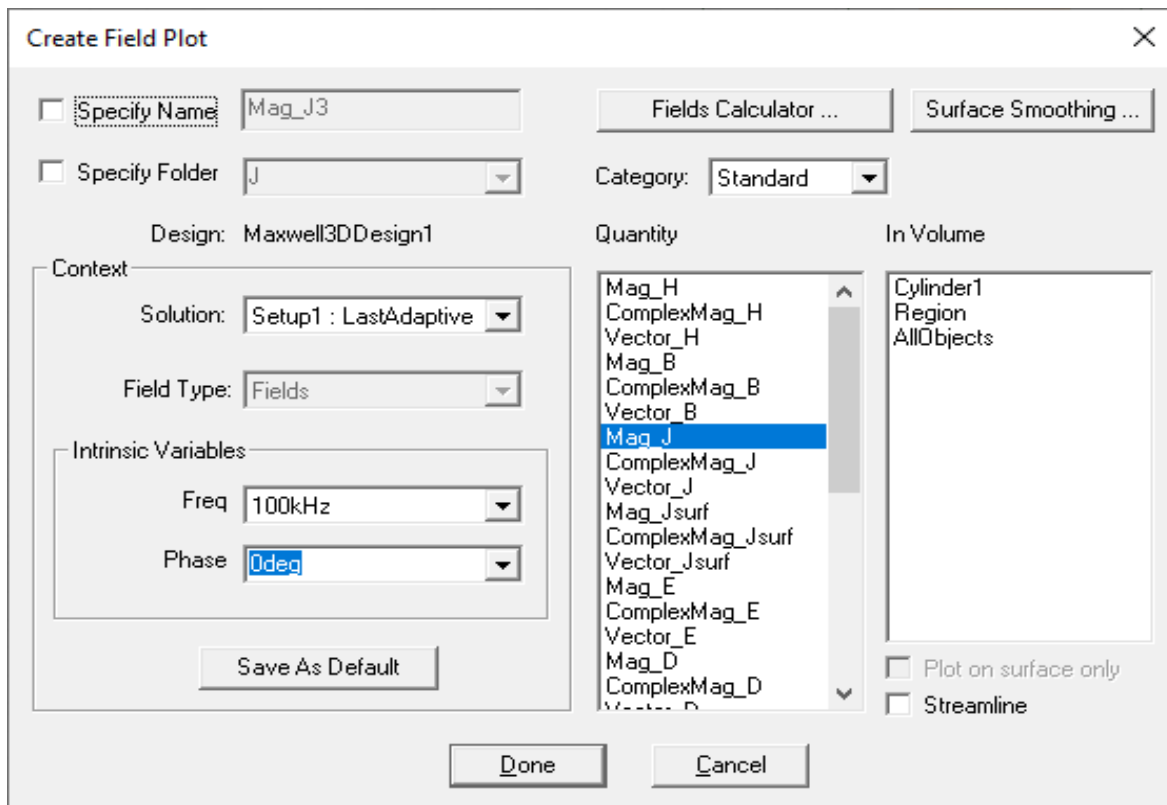 Create Field Plot
Specify Name
Mag_J3
Fields Calculator ...
Surface Smoothing ...
Specify Folder
J
Category:
Standard
Design:
Maxwell3DDesign1
Quantity
In Volume
Context
Solution:
Setup1 : LastAdaptive
Field Type:
Fields
Intrinsic Variables
Freq
100kHz
Phase
0deg
Save As Default
Mag_H
ComplexMag_H
Vector_H
Mag_B
ComplexMag_B
Vector_B
Mag_J
ComplexMag_J
Vector_J
Mag_Jsurf
ComplexMag_Jsurf
Vector_Jsurf
Mag_E
ComplexMag_E
Vector_E
Mag_D
ComplexMag_D
Cylinder1
Region
AllObjects
Plot on surface only
Streamline
Done
Cancel